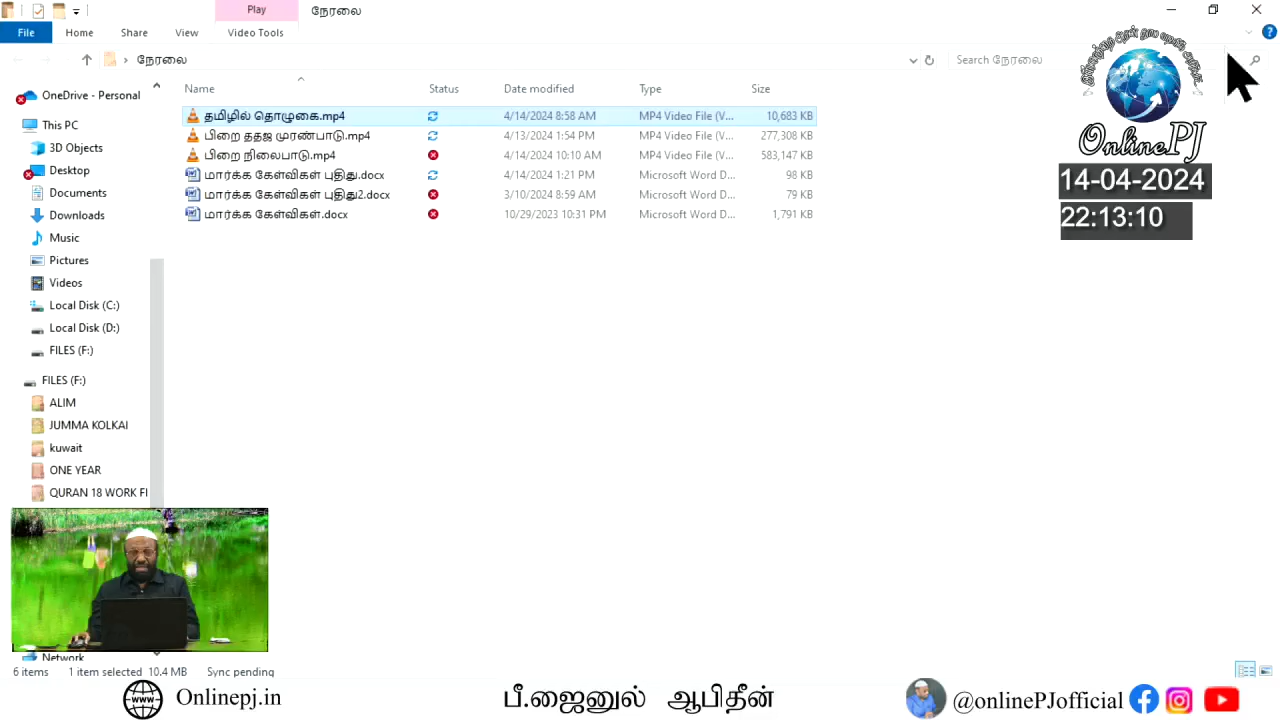 Play
நேரலை
File
Home
Share
View
Video Tools
நேரலை
Search நேரலை
Name
Status
Date modified
Type
Size
OneDrive - Personal
This PC
3D Objects
Desktop
Documents
Downloads
Music
Pictures
Videos
Local Disk (C:)
Local Disk (D:)
FILES (F:)
FILES (F:)
ALIM
JUMMA KOLKAI
kuwait
ONE YEAR
QURAN 18 WORK FI
Network
தமிழில் தொழுகை.mp4 4/14/2024 8:58 AM MP4 Video File (V... 10,683 KB
பிறை ததஜ முரண்பாடு.mp4 4/13/2024 1:54 PM MP4 Video File (V... 277,308 KB
பிறை நிலைபாடு.mp4 4/14/2024 10:10 AM MP4 Video File (V... 583,147 KB
மார்க்க கேள்விகள் புதிது.docx 4/14/2024 1:21 PM Microsoft Word D... 98 KB
மார்க்க கேள்விகள் புதிது2.docx 3/10/2024 8:59 AM Microsoft Word D... 79 KB
மார்க்க கேள்விகள்.docx 10/29/2023 10:31 PM Microsoft Word D... 1,791 KB
OnlinePJ
14-04-2024
22:13:10
6 items 1 item selected 10.4 MB Sync pending
www
Onlinepj.in
பீ.ஜைனுல் ஆபிதீன்
@onlinePJofficial